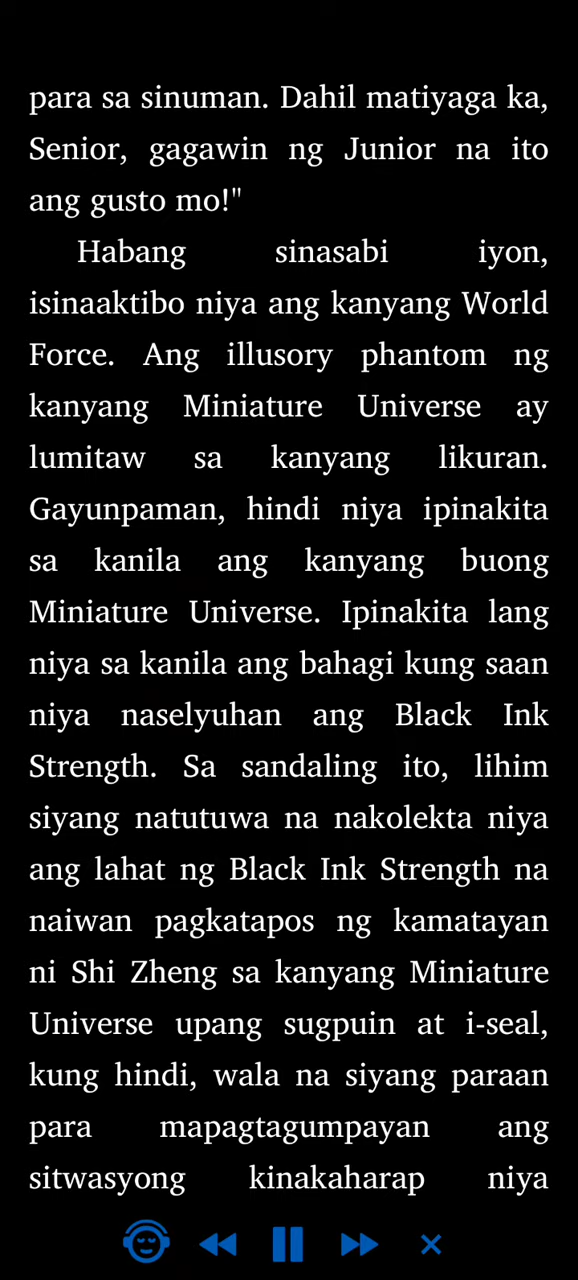 para sa sinuman. Dahil matiyaga ka,
Senior, gagawin ng Junior na ito
ang gusto mo!"
Habang sinasabi iyon,
isinaaktibo niya ang kanyang World
Force. Ang illusory phantom ng
kanyang Miniature Universe ay
lumitaw sa kanyang likuran.
Gayunpaman, hindi niya ipinakita
sa kanila ang kanyang buong
Miniature Universe. Ipinakita lang
niya sa kanila ang bahagi kung saan
niya naselyuhan ang Black Ink
Strength. Sa sandaling ito, lihim
siyang natutuwa na nakolekta niya
ang lahat ng Black Ink Strength na
naiwan pagkatapos ng kamatayan
ni Shi Zheng sa kanyang Miniature
Universe upang sugpuin at i-seal,
kung hindi, wala na siyang paraan
para mapagtagumpayan ang
sitwasyong kinakaharap niya